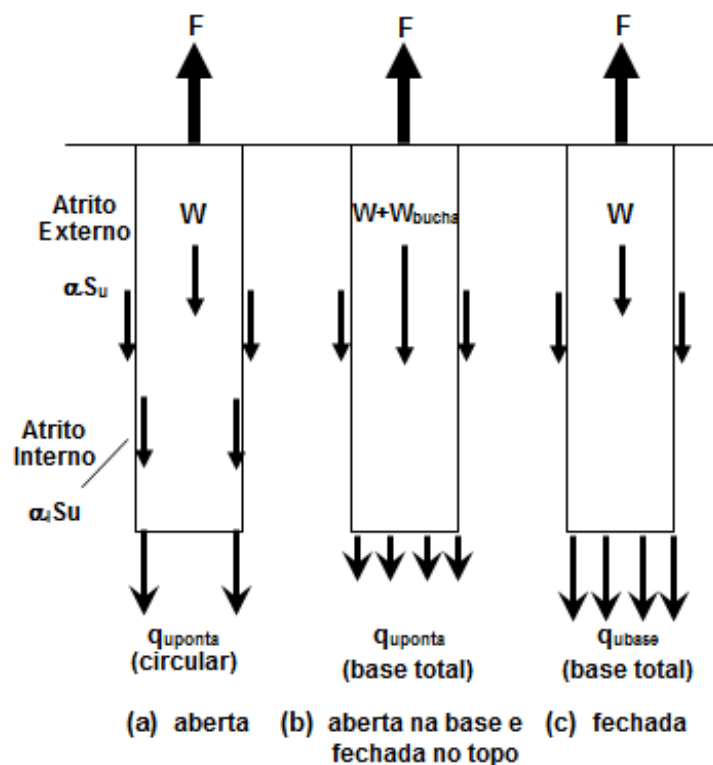 F
F
F
Atrito
Externo
W
W+Wbucha
W
αSu
Atrito
Interno
αiSu
quponta
(circular)
quponta
(base total)
qubase
(base total)
(a) aberta
(b) aberta na base e
fechada no topo
(c) fechada